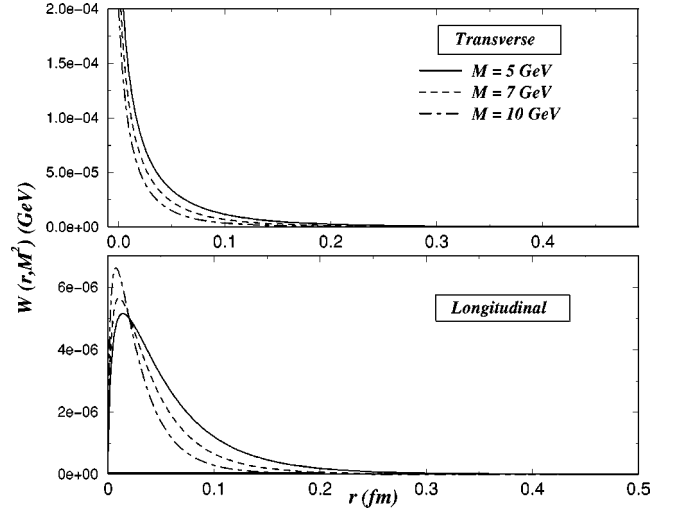 2.0e−04
1.5e−04
1.0e−04
5.0e−05
0.0e+00
Transverse
M = 5 GeV
M = 7 GeV
M = 10 GeV
0.0 0.1 0.2 0.3 0.4
W (r,M²) (GeV)
6e−06
4e−06
2e−06
0e+00
Longitudinal
0 0.1 0.2 0.3 0.4 0.5
r (fm)